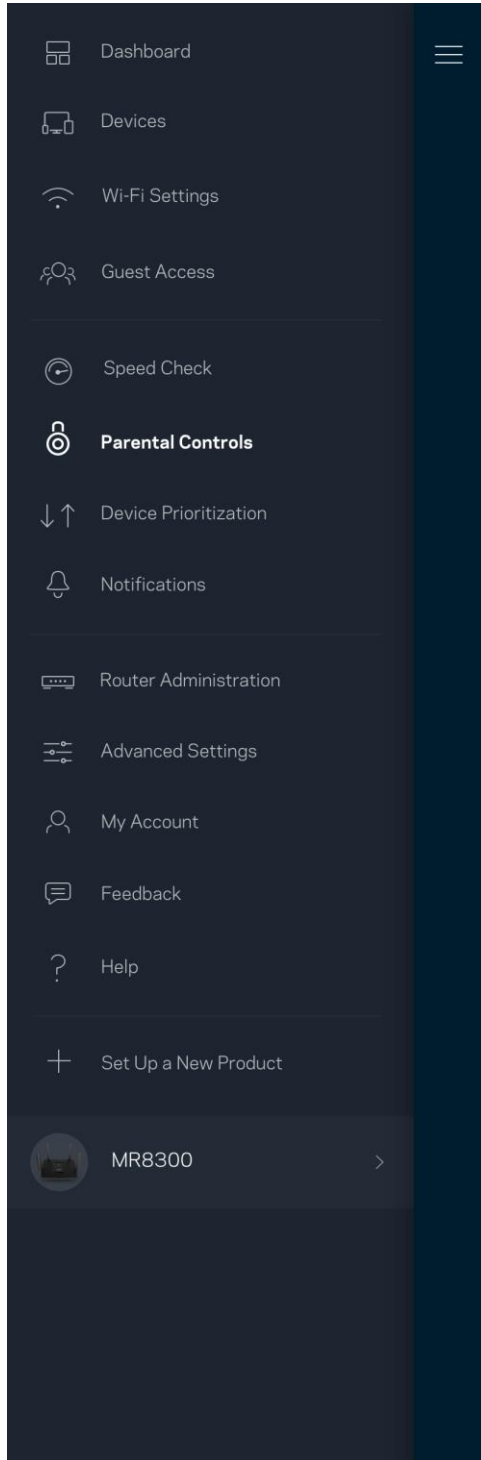 Dashboard
Devices
Wi-Fi Settings
Guest Access
Speed Check
Parental Controls
Device Prioritization
Notifications
Router Administration
Advanced Settings
My Account
Feedback
Help
Set Up a New Product
MR8300